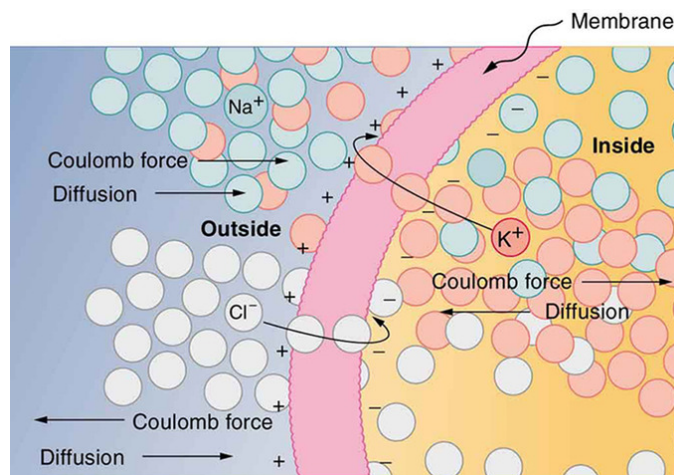 Membrane
Na⁺
Inside
Coulomb force
Diffusion
Outside
K⁺
Coulomb force
Diffusion
Cl⁻
Coulomb force
Diffusion